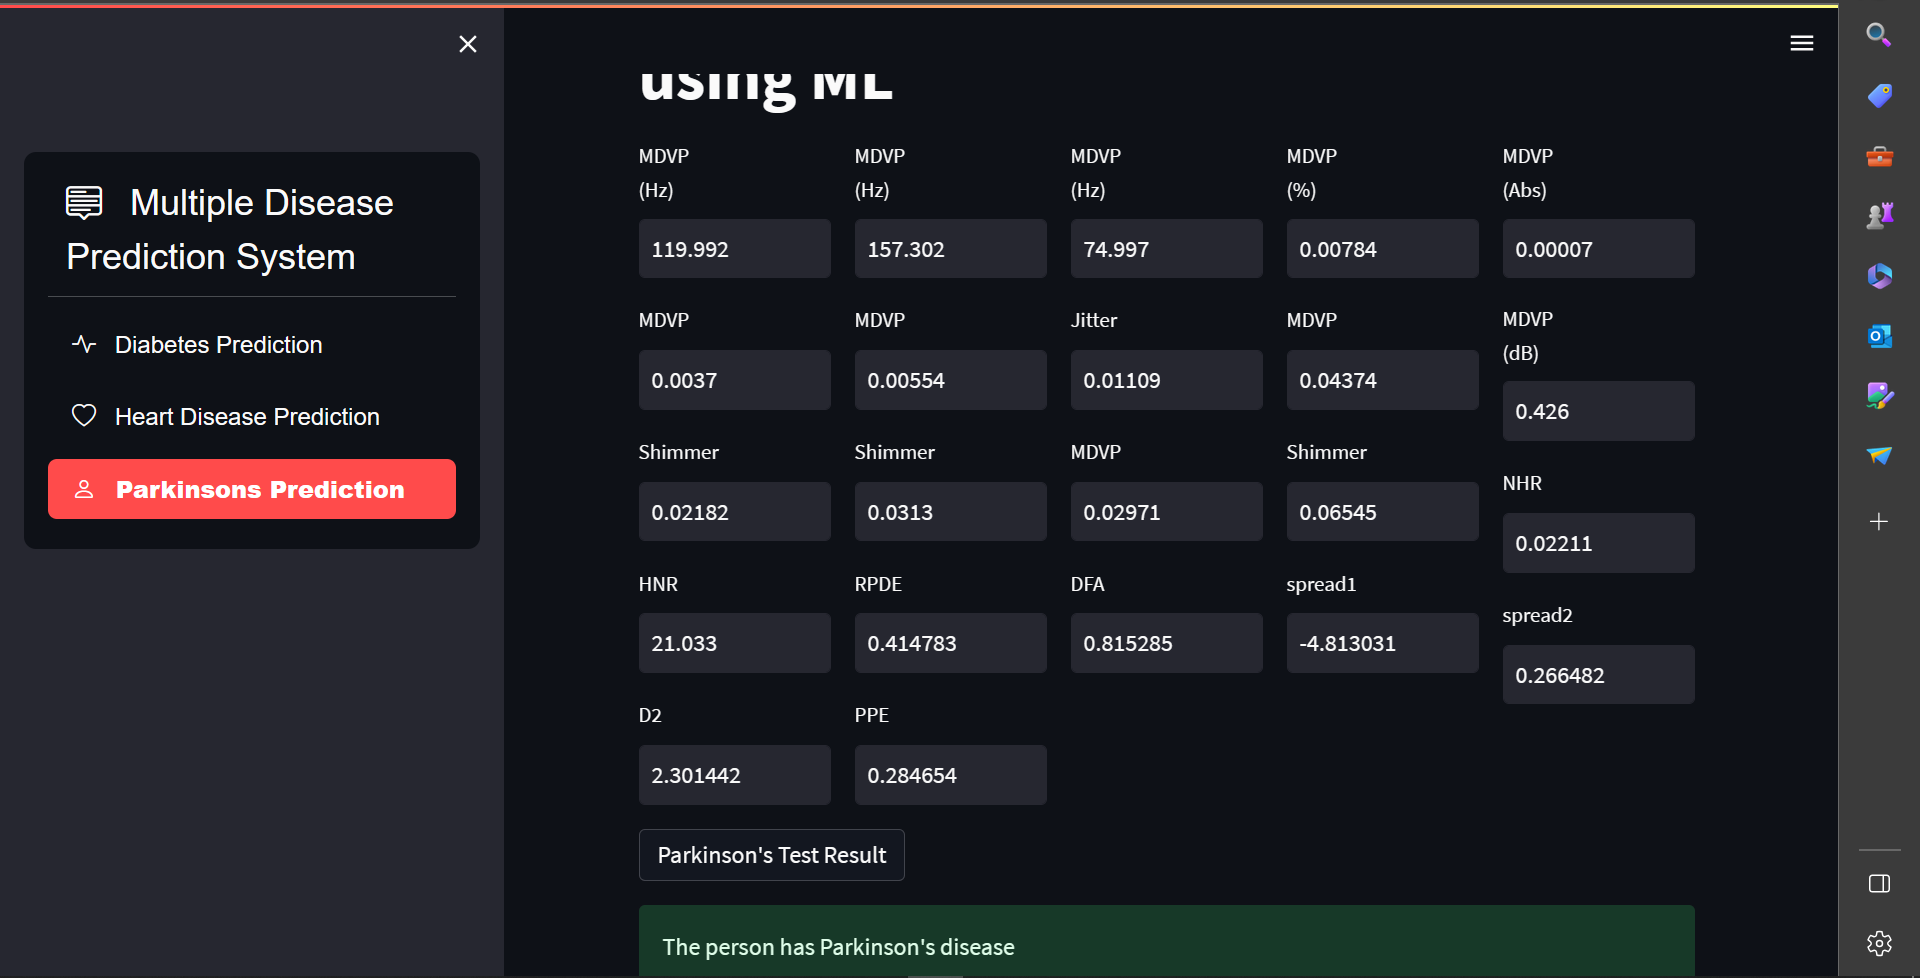 Multiple Disease
Prediction System
Diabetes Prediction
Heart Disease Prediction
Parkinsons Prediction
using ML
MDVP
(Hz)
119.992
MDVP
(Hz)
157.302
MDVP
(Hz)
74.997
MDVP
(%)
0.00784
MDVP
(Abs)
0.00007
MDVP
0.0037
MDVP
0.00554
Jitter
0.01109
MDVP
0.04374
MDVP
(dB)
0.426
Shimmer
0.02182
Shimmer
0.0313
MDVP
0.02971
Shimmer
0.06545
NHR
0.02211
HNR
21.033
RPDE
0.414783
DFA
0.815285
spread1
-4.813031
spread2
0.266482
D2
2.301442
PPE
0.284654
Parkinson's Test Result
The person has Parkinson's disease